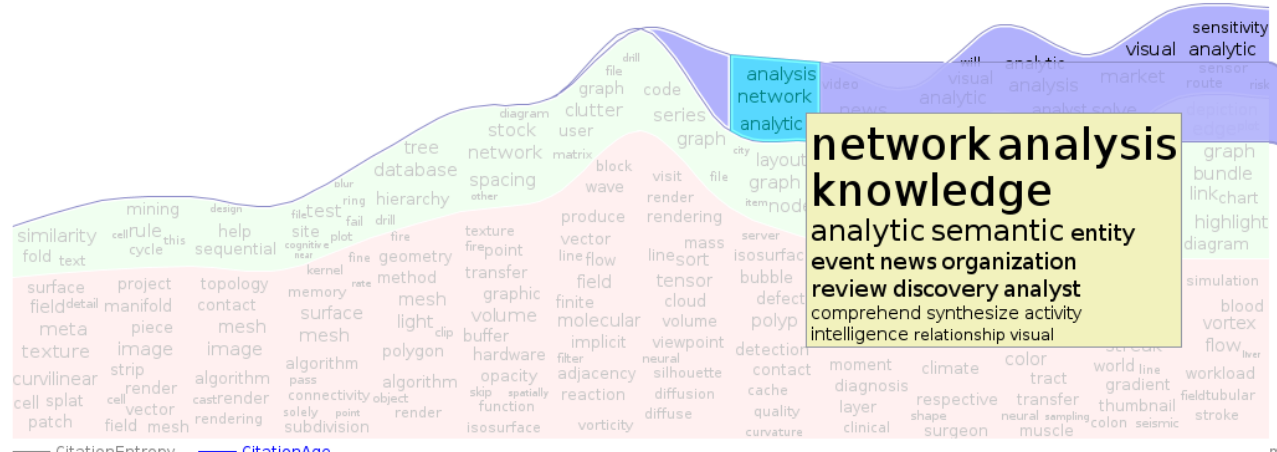 sensitivity
visual analytic
will analytic
drill
file
graph
code
clutter
series
diagram
stock
user
graph
network
matrix
tree
database
spacing
other
hierarchy
blur
ring
test
file
fail
drill
site
plot
cognitive
near
fire
fine
mining
design
rule
cell
this
help
cycle
sequential
similarity
fold text
analysis
network
analytic
video
news
visual
analytic
analysis
market
analyst solve
sensor
route
risk
city
layout
graph
item
node
file
graph
bundle
link chart
highlight
diagram
network analysis
knowledge
analytic semantic entity
event news organization
review discovery analyst
comprehend synthesize activity
intelligence relationship visual
block
wave
visit
render
produce
rendering
texture
fire point
vector
line flow
mass
line sort
server
isosurfac
geometry
kernel
rate
method
transfer
field
tensor
bubble
surface
field detail
project
manifold
topology
contact
memory
surface
mesh
graphic
volume
finite
cloud
defect
meta
piece
mesh
mesh
light
clip
buffer
molecular
volume
polyp
texture
image
image
polygon
hardware
implicit
viewpoint
detection
strip
algorithm
filter
neural
curvilinear
render
algorithm
pass
algorithm
opacity
adjacency
silhouette
contact
cell splat
cell
vector
cast render
connectivity
object
skip
spatially
reaction
diffusion
cache
patch
field mesh
rendering
solely
point
render
function
diffuse
quality
subdivision
isosurface
vorticity
curvature
moment
diagnosis
layer
clinical
climate
respective
shape
surgeon
color
tract
transfer
neural sampling
muscle
streak
world line
gradient
thumbnail
colon seismic
simulation
blood
vortex
flow
liver
workload
field tubular
stroke
CitationEntropy
CitationAge